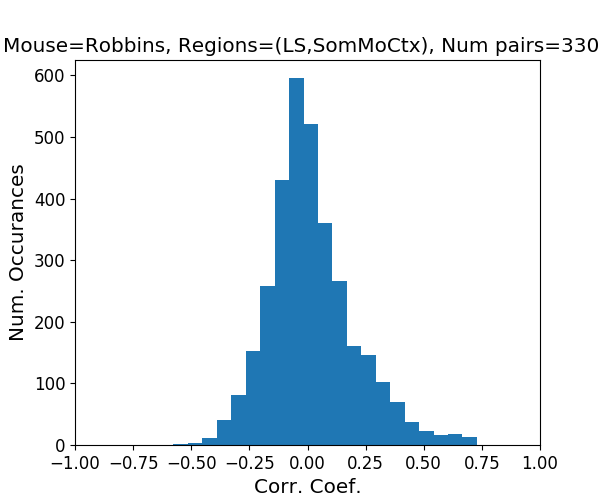 Mouse=Robbins, Regions=(LS,SomMoCtx), Num pairs=330
600
500
400
300
200
100
0
Num. Occurances
−1.00 −0.75 −0.50 −0.25 0.00 0.25 0.50 0.75 1.00
Corr. Coef.